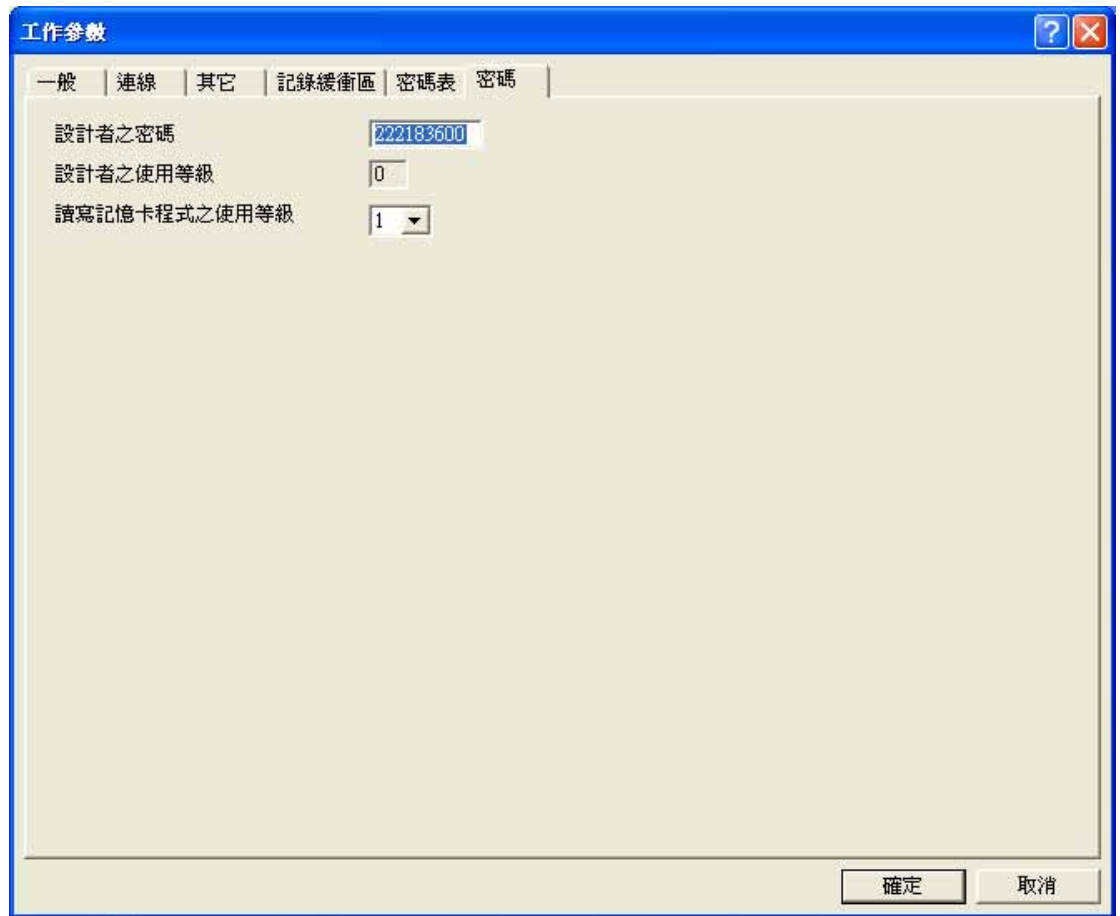 工作參數
一般 連線 其它 記錄緩衝區 密碼表 密碼
設計者之密碼 222183600
設計者之使用等級 0
讀寫記憶卡程式之使用等級 1
確定 取消